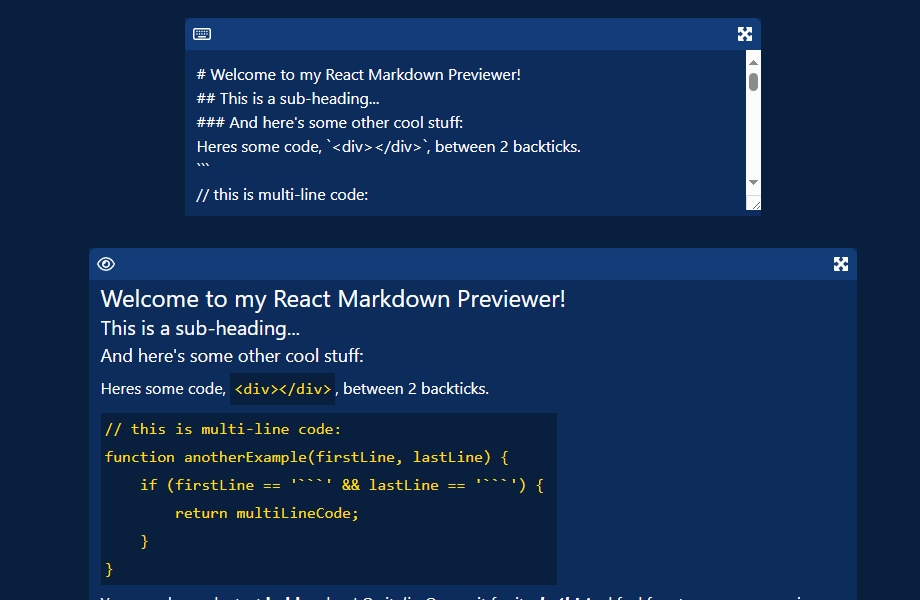 # Welcome to my React Markdown Previewer!
## This is a sub-heading...
### And here's some other cool stuff:
Heres some code, `<div></div>`, between 2 backticks.
```
// this is multi-line code:
Welcome to my React Markdown Previewer!
This is a sub-heading...
And here's some other cool stuff:
Heres some code, <div></div>, between 2 backticks.
// this is multi-line code:
function anotherExample(firstLine, lastLine) {
    if (firstLine == '```' && lastLine == '```') {
        return multiLineCode;
    }
}